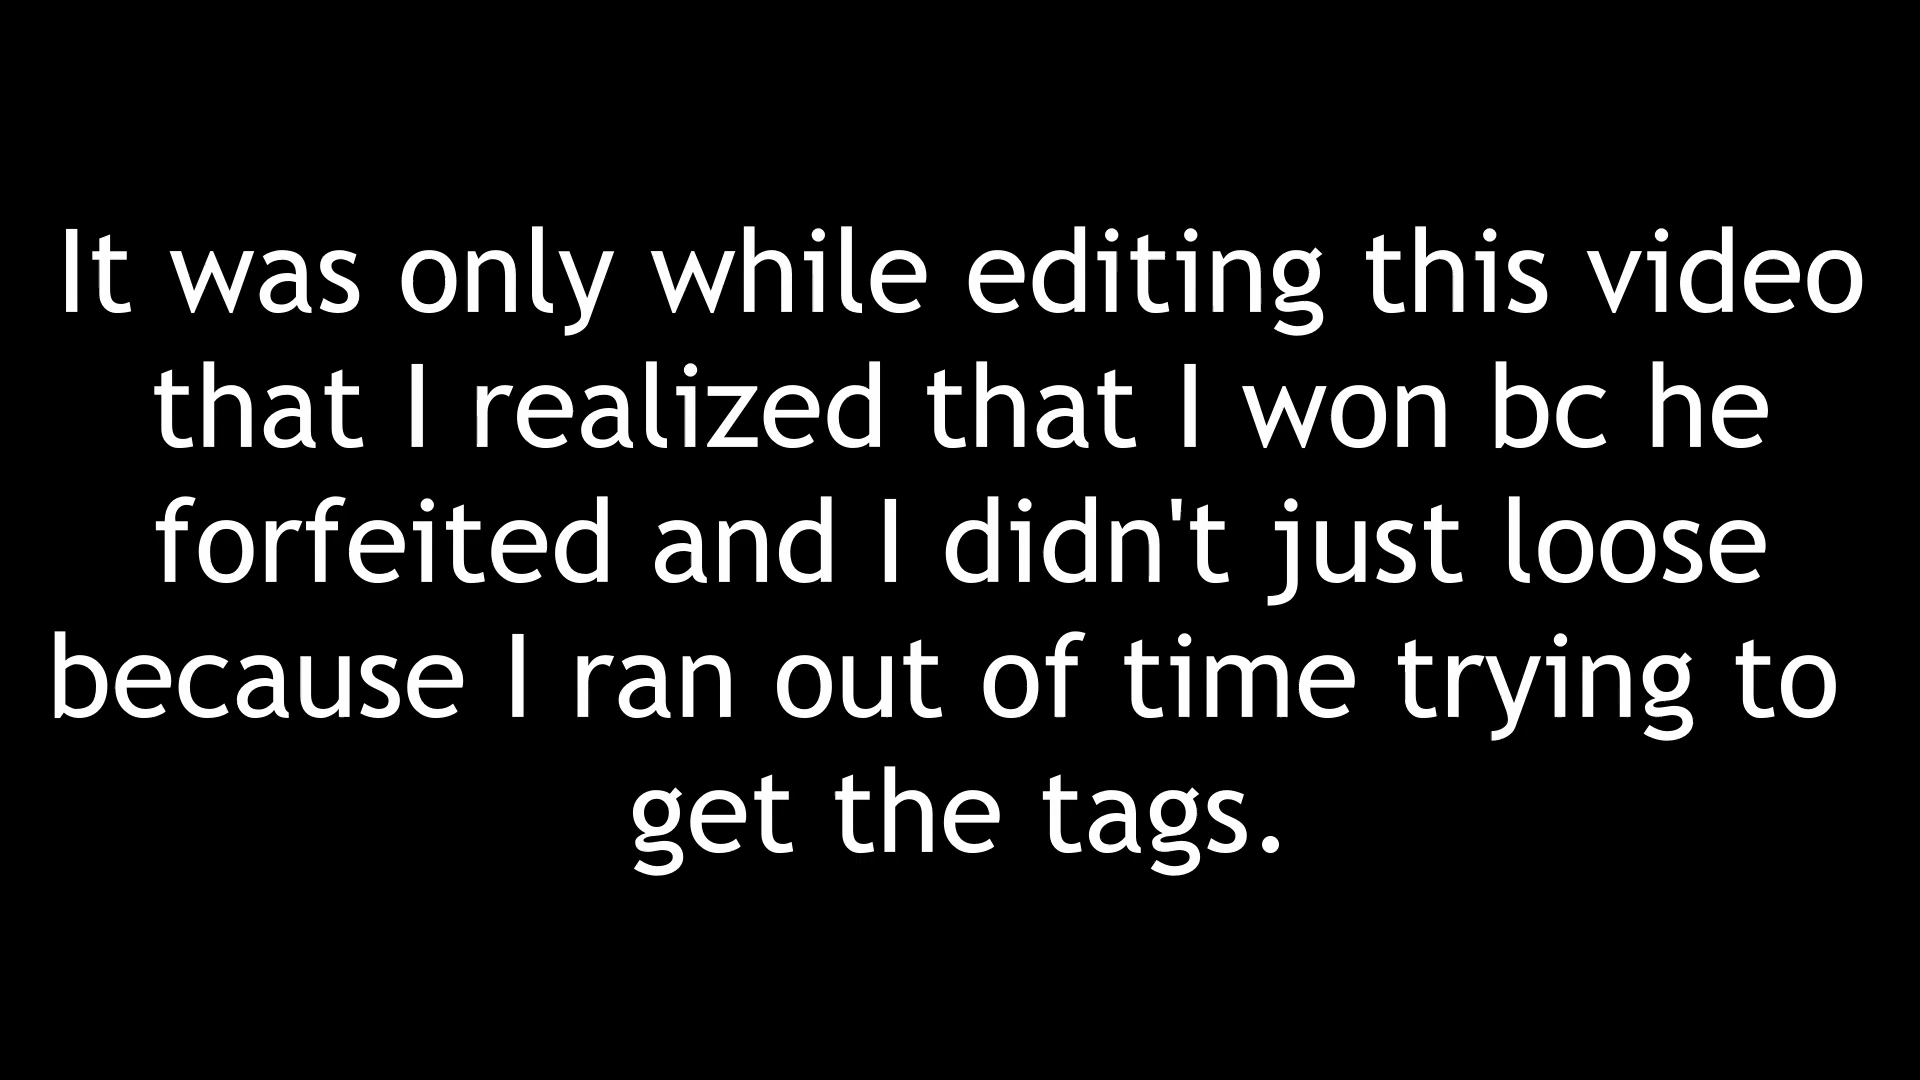 It was only while editing this video
that I realized that I won bc he
forfeited and I didn't just loose
because I ran out of time trying to
get the tags.